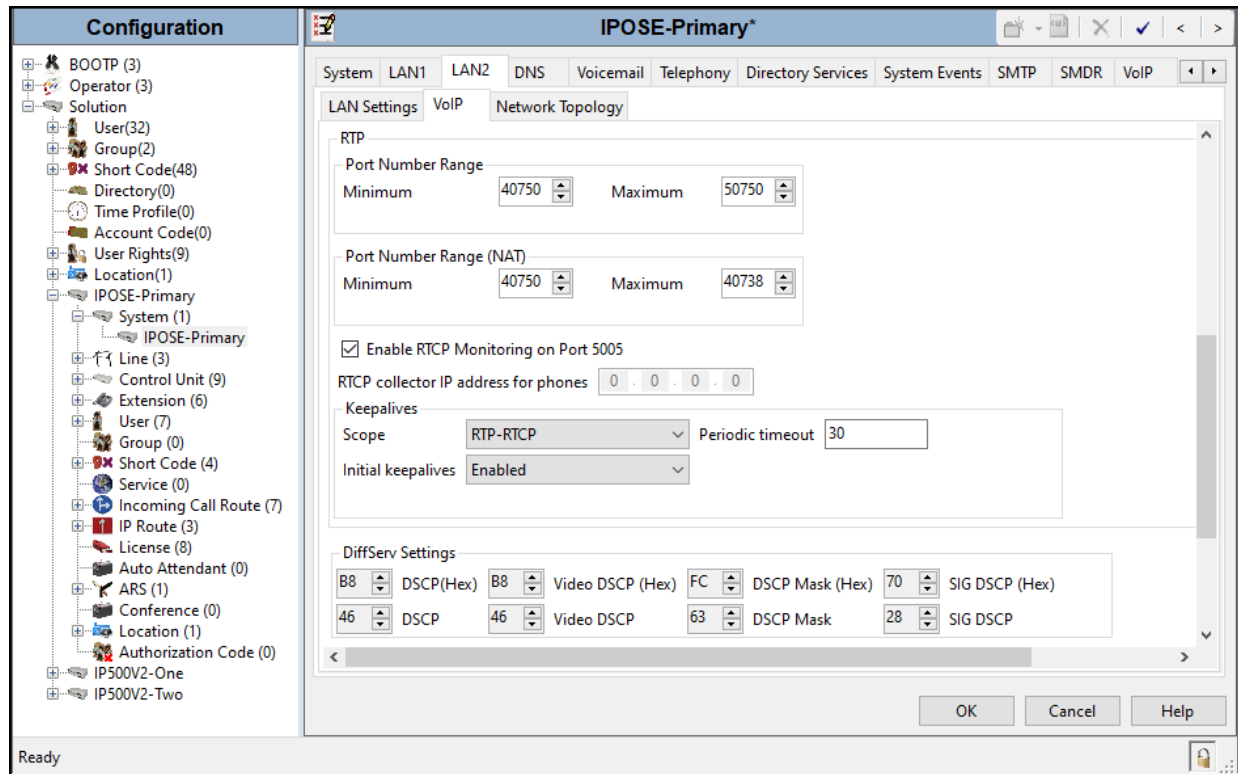 Configuration
BOOTP (3)
Operator (3)
Solution
User(32)
Group(2)
Short Code(48)
Directory(0)
Time Profile(0)
Account Code(0)
User Rights(9)
Location(1)
IPOSE-Primary
System (1)
IPOSE-Primary
Line (3)
Control Unit (9)
Extension (6)
User (7)
Group (0)
Short Code (4)
Service (0)
Incoming Call Route (7)
IP Route (3)
License (8)
Auto Attendant (0)
ARS (1)
Conference (0)
Location (1)
Authorization Code (0)
IP500V2-One
IP500V2-Two
IPOSE-Primary*
System LAN1 LAN2 DNS Voicemail Telephony Directory Services System Events SMTP SMDR VoIP
LAN Settings VoIP Network Topology
RTP
Port Number Range
Minimum 40750 Maximum 50750
Port Number Range (NAT)
Minimum 40750 Maximum 40738
Enable RTCP Monitoring on Port 5005
RTCP collector IP address for phones 0 . 0 . 0 . 0
Keepalives
Scope RTP-RTCP Periodic timeout 30
Initial keepalives Enabled
DiffServ Settings
B8 DSCP(Hex) B8 Video DSCP (Hex) FC DSCP Mask (Hex) 70 SIG DSCP (Hex)
46 DSCP 46 Video DSCP 63 DSCP Mask 28 SIG DSCP
OK Cancel Help
Ready